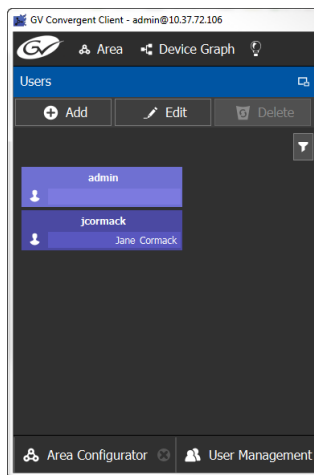 GV Convergent Client - admin@10.37.72.106
GV Area Device Graph
Users
Add Edit Delete
admin
jcormack
Jane Cormack
Area Configurator User Management